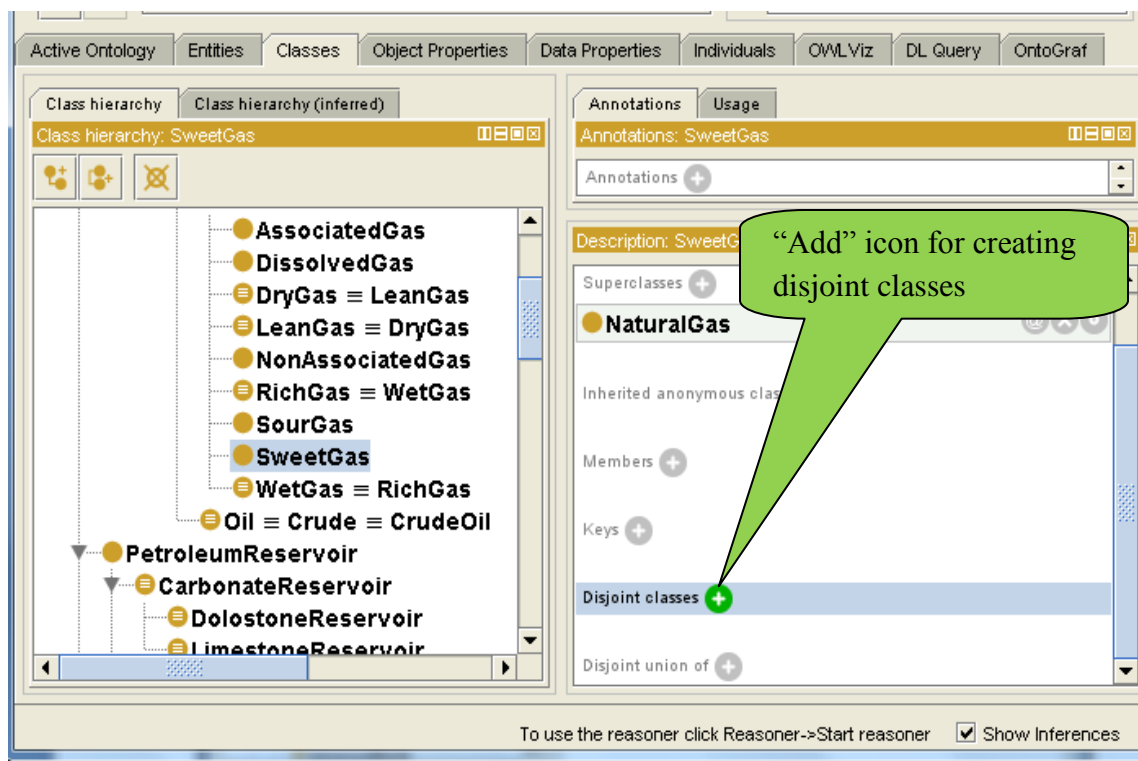 Active Ontology Entities Classes Object Properties Data Properties Individuals OWLViz DL Query OntoGraf
Class hierarchy Class hierarchy (inferred)
Class hierarchy: SweetGas
AssociatedGas
DissolvedGas
DryGas ≡ LeanGas
LeanGas ≡ DryGas
NonAssociatedGas
RichGas ≡ WetGas
SourGas
SweetGas
WetGas ≡ RichGas
Oil ≡ Crude ≡ CrudeOil
PetroleumReservoir
CarbonateReservoir
DolostoneReservoir
LimestoneReservoir
Annotations Usage
Annotations: SweetGas
Annotations
Description: SweetG
“Add” icon for creating
disjoint classes
Superclasses
NaturalGas
Inherited anonymous clas
Members
Keys
Disjoint classes
Disjoint union of
To use the reasoner click Reasoner->Start reasoner Show Inferences